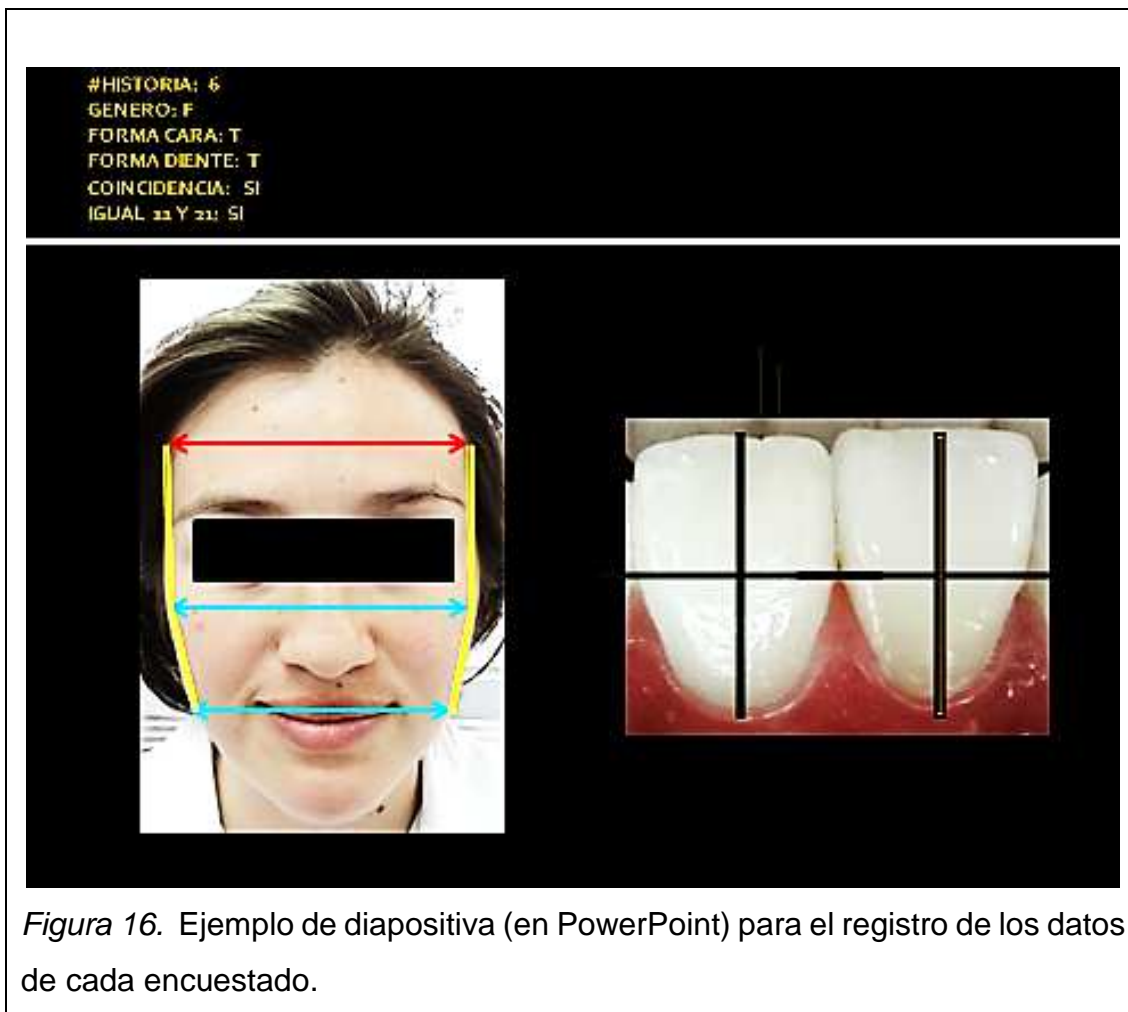 #HISTORIA: 6
GENERO: F
FORMA CARA: T
FORMA DIENTE: T
COINCIDENCIA: SI
IGUAL 11 Y 21: SI
Figura 16. Ejemplo de diapositiva (en PowerPoint) para el registro de los datos
de cada encuestado.